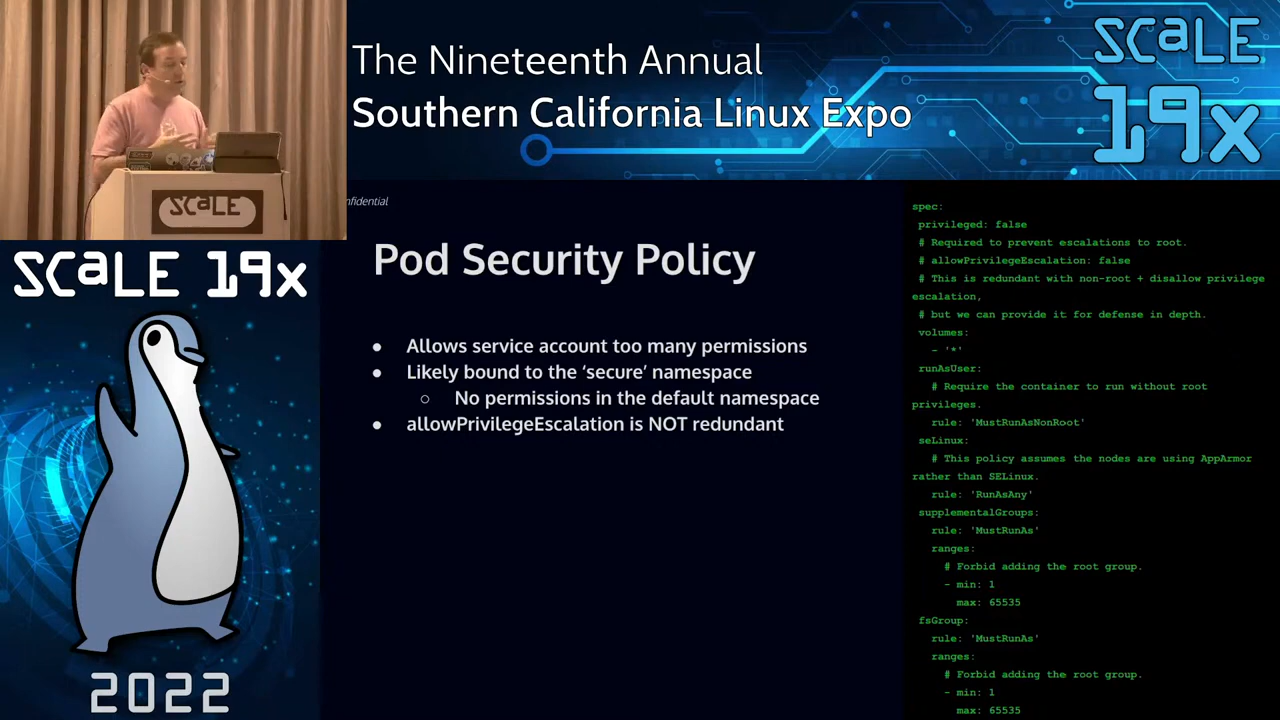 The Nineteenth Annual
Southern California Linux Expo
SCaLE
19x
SCaLE
SCaLE 19x
2022
nfidential
Pod Security Policy
● Allows service account too many permissions
● Likely bound to the ‘secure’ namespace
○ No permissions in the default namespace
● allowPrivilegeEscalation is NOT redundant
spec:
privileged: false
# Required to prevent escalations to root.
# allowPrivilegeEscalation: false
# This is redundant with non-root + disallow privilege
escalation,
# but we can provide it for defense in depth.
volumes:
- '*'
runAsUser:
# Require the container to run without root
privileges.
rule: 'MustRunAsNonRoot'
seLinux:
# This policy assumes the nodes are using AppArmor
rather than SELinux.
rule: 'RunAsAny'
supplementalGroups:
rule: 'MustRunAs'
ranges:
# Forbid adding the root group.
- min: 1
max: 65535
fsGroup:
rule: 'MustRunAs'
ranges:
# Forbid adding the root group.
- min: 1
max: 65535